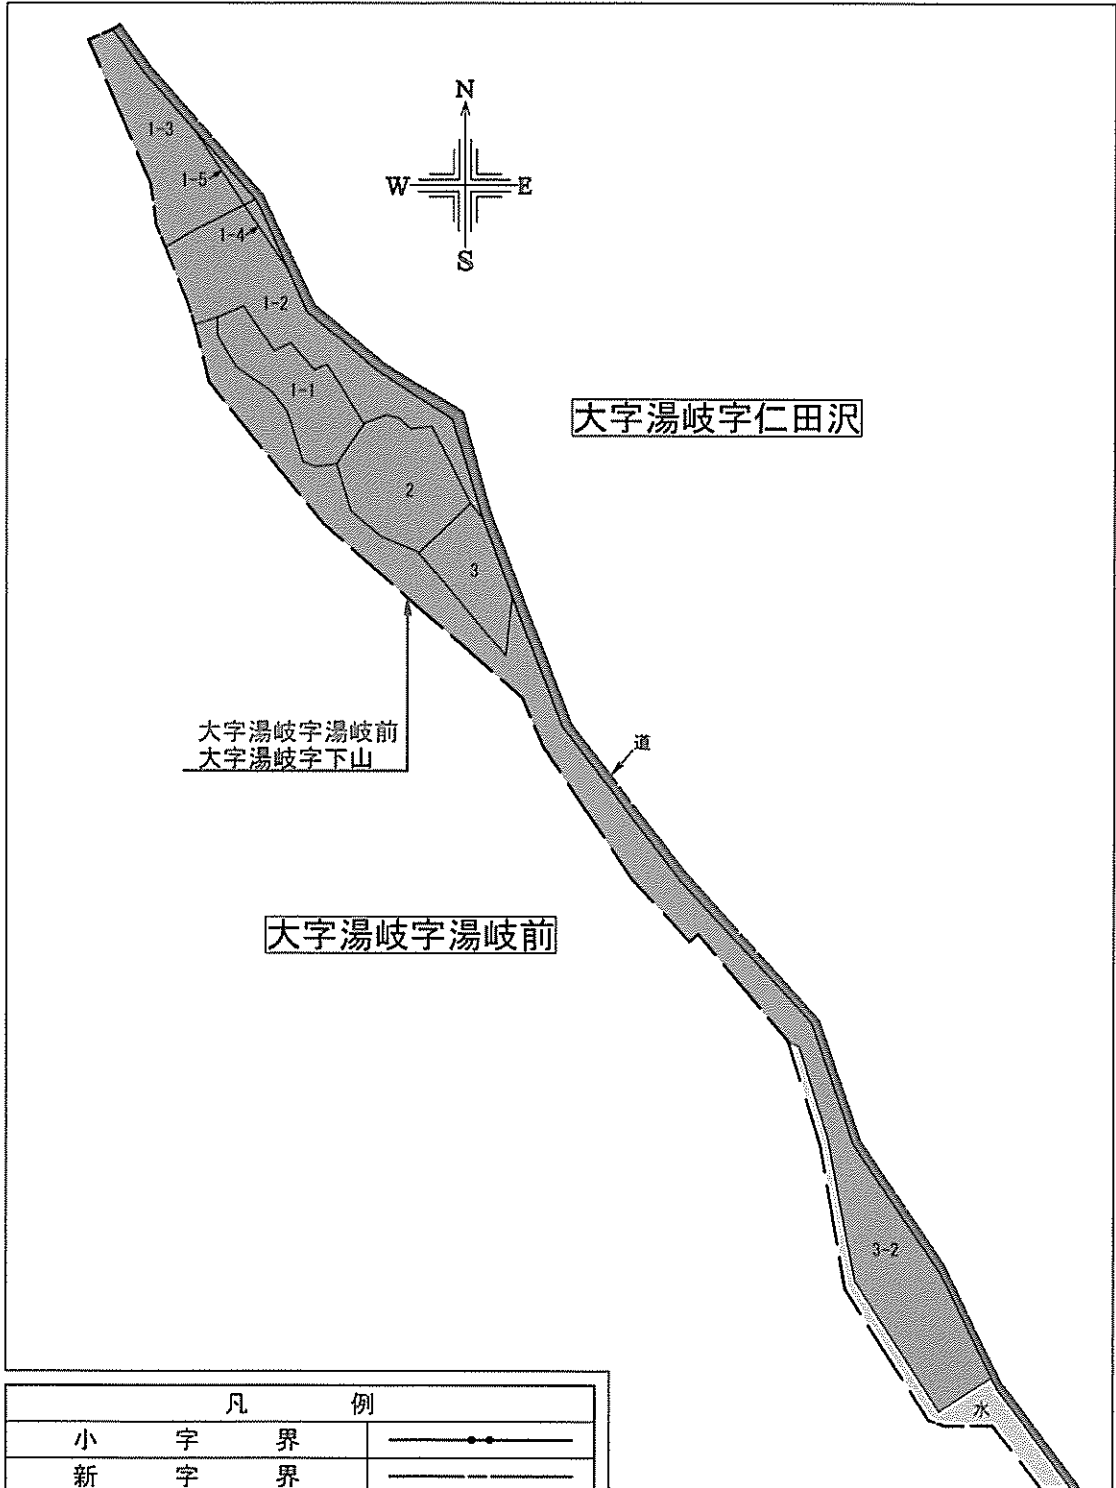 N
W E
S
1-3
1-5
1-4
1-2
1-1
2
3
大字湯岐字仁田沢
大字湯岐字湯岐前
大字湯岐字下山
道
大字湯岐字湯岐前
3-2
水
凡 例
小 字 界
新 字 界